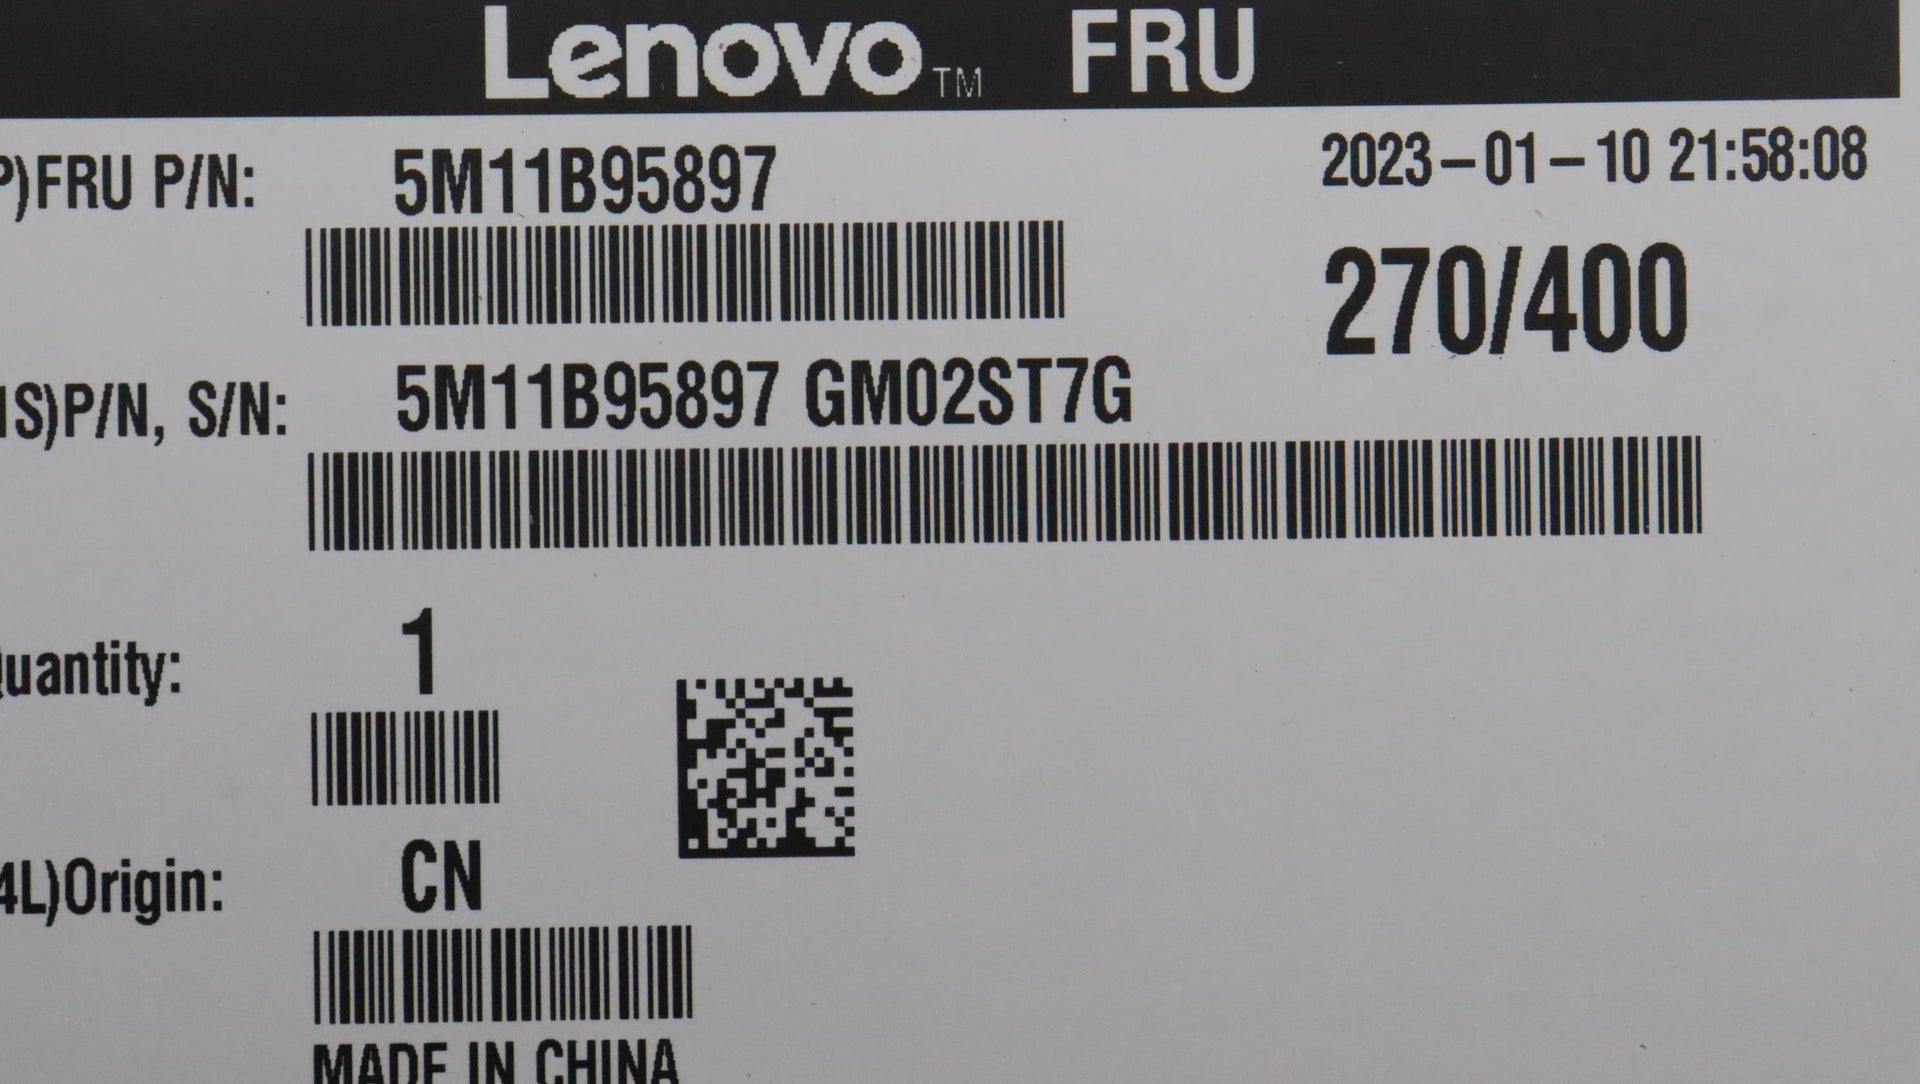 Lenovo™ FRU
P)FRU P/N: 5M11B95897 2023-01-10 21:58:08
270/400
1S)P/N, S/N: 5M11B95897 GM02ST7G
Quantity: 1
4L)Origin: CN
MADE IN CHINA